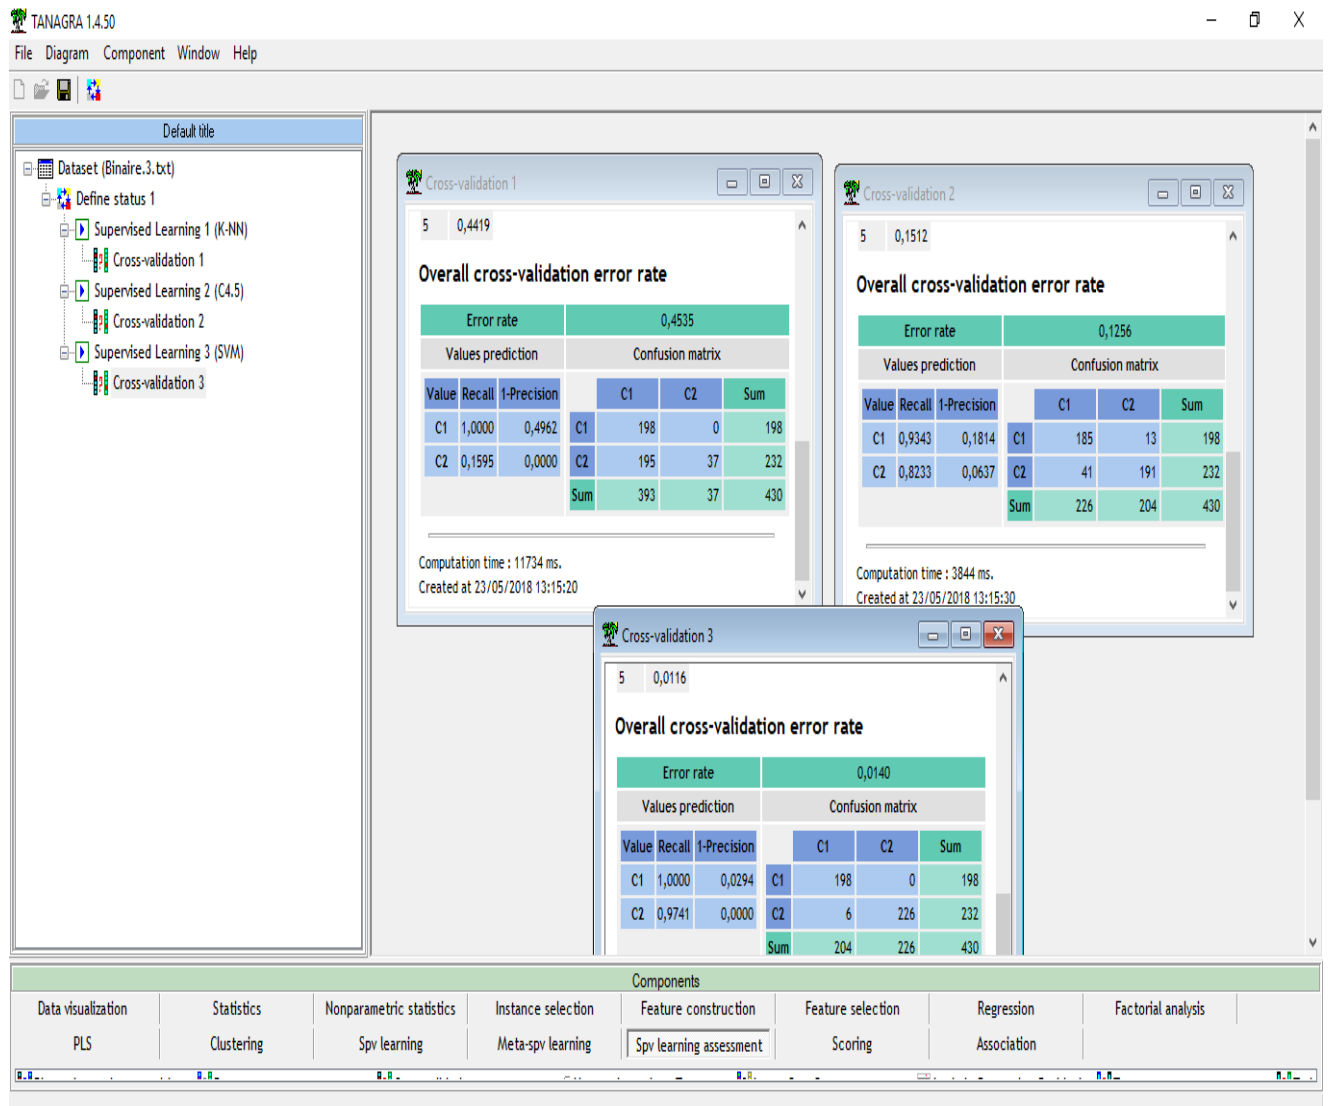 TANAGRA 1.4.50
File Diagram Component Window Help
Default title
Dataset (Binaire.3.txt)
Define status 1
Supervised Learning 1 (K-NN)
Cross-validation 1
Supervised Learning 2 (C4.5)
Cross-validation 2
Supervised Learning 3 (SVM)
Cross-validation 3
Cross-validation 1
5 0,4419
Overall cross-validation error rate
Error rate 0,4535
Values prediction Confusion matrix
Value Recall 1-Precision C1 C2 Sum
C1 1,0000 0,4962 C1 198 0 198
C2 0,1595 0,0000 C2 195 37 232
Sum 393 37 430
Computation time : 11734 ms.
Created at 23/05/2018 13:15:20
Cross-validation 2
5 0,1512
Overall cross-validation error rate
Error rate 0,1256
Values prediction Confusion matrix
Value Recall 1-Precision C1 C2 Sum
C1 0,9343 0,1814 C1 185 13 198
C2 0,8233 0,0637 C2 41 191 232
Sum 226 204 430
Computation time : 3844 ms.
Created at 23/05/2018 13:15:30
Cross-validation 3
5 0,0116
Overall cross-validation error rate
Error rate 0,0140
Values prediction Confusion matrix
Value Recall 1-Precision C1 C2 Sum
C1 1,0000 0,0294 C1 198 0 198
C2 0,9741 0,0000 C2 6 226 232
Sum 204 226 430
Components
Data visualization Statistics Nonparametric statistics Instance selection Feature construction Feature selection Regression Factorial analysis
PLS Clustering Spv learning Meta-spv learning Spv learning assessment Scoring Association